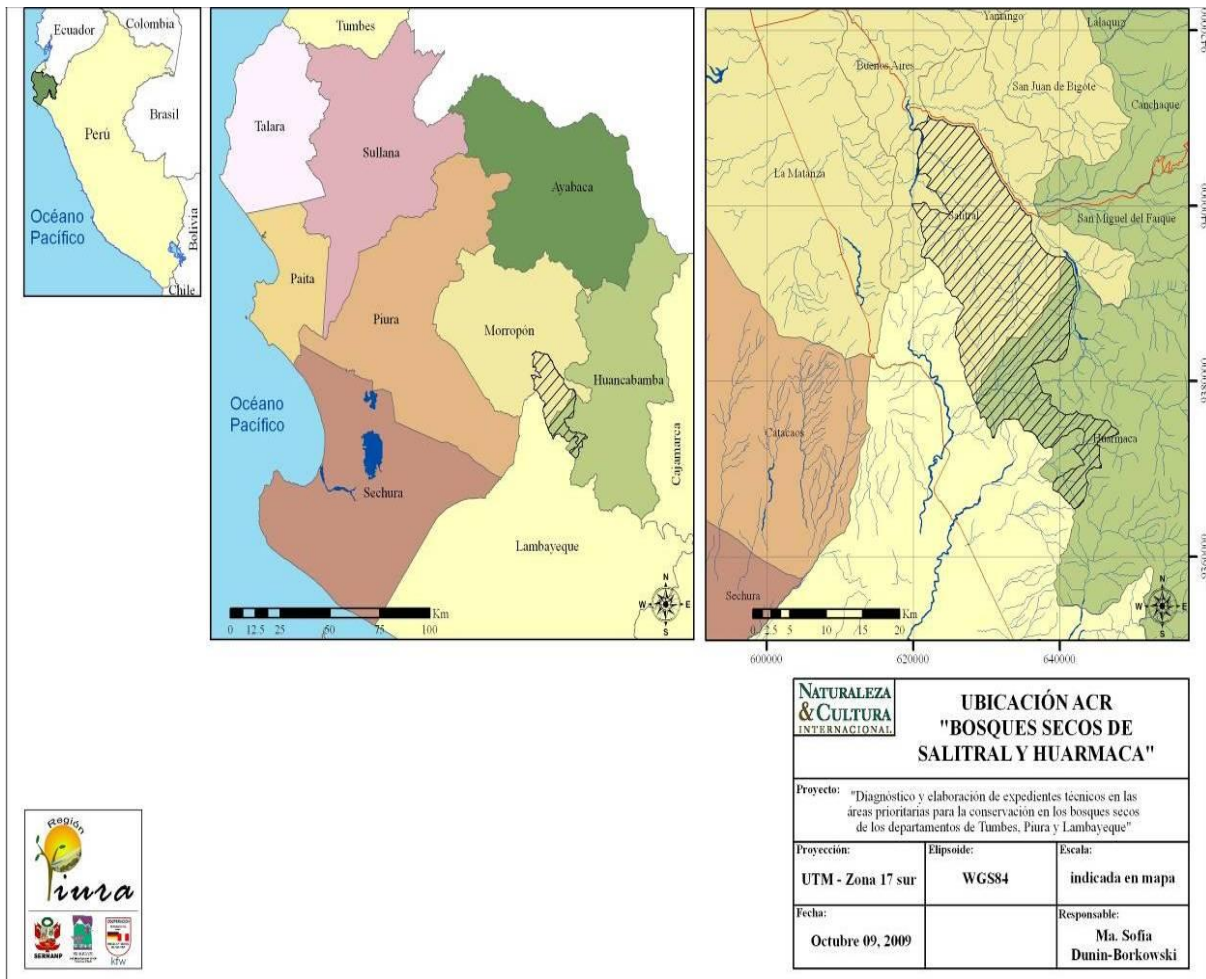 Ecuador
Colombia
Brasil
Perú
Océano
Pacífico
Bolivia
Chile
Tumbes
Talara
Sullana
Ayabaca
Paita
Piura
Morropón
Huancabamba
Océano
Pacífico
Cajamarca
Sechura
Lambayeque
N
W E
S
Km
0 12.5 25 50 75 100
Yamango
Lalaquiz
Buenos Aires
San Juan de Bigote
Canchaque
La Matanza
Salitral
San Miguel del Faique
Catacaos
Huarmaca
Sechura
N
W E
S
Km
0 2.5 5 10 15 20
600000 620000 640000
NATURALEZA
& CULTURA
INTERNACIONAL
UBICACIÓN ACR
"BOSQUES SECOS DE
SALITRAL Y HUARMACA"
Proyecto: "Diagnóstico y elaboración de expedientes técnicos en las
áreas prioritarias para la conservación en los bosques secos
de los departamentos de Tumbes, Piura y Lambayeque"
Proyección:
UTM - Zona 17 sur
Elipsoide:
WGS84
Escala:
indicada en mapa
Fecha:
Octubre 09, 2009
Responsable:
Ma. Sofia
Dunin-Borkowski
Región
Piura
SERNANP
kfw